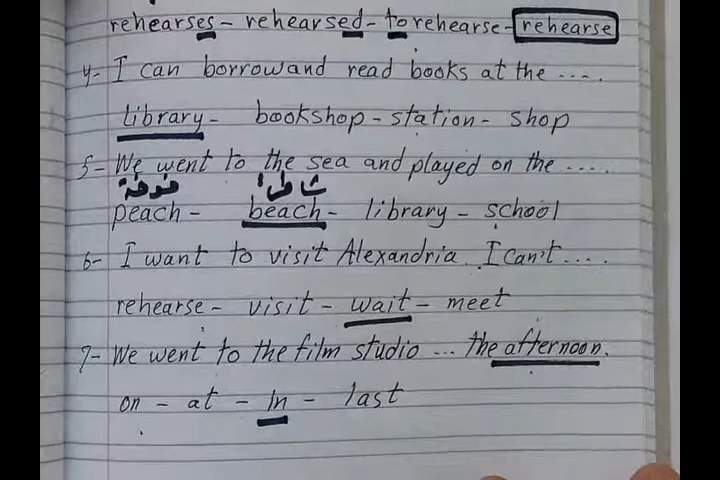 rehearses - rehearsed - to rehearse - rehearse
4- I can borrow and read books at the ....
library - bookshop - station - shop
5- We went to the sea and played on the ....
خوخة شاطئ
peach - beach - library - school
6- I want to visit Alexandria. I can't ....
rehearse - visit - wait - meet
7- We went to the film studio ... the afternoon.
on - at - in - last